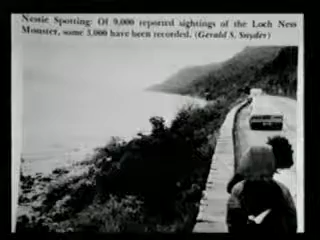 Nessie Spotting: Of 9,000 reported sightings of the Loch Ness
Monster, some 3,000 have been recorded. (Gerald S. Snyder)